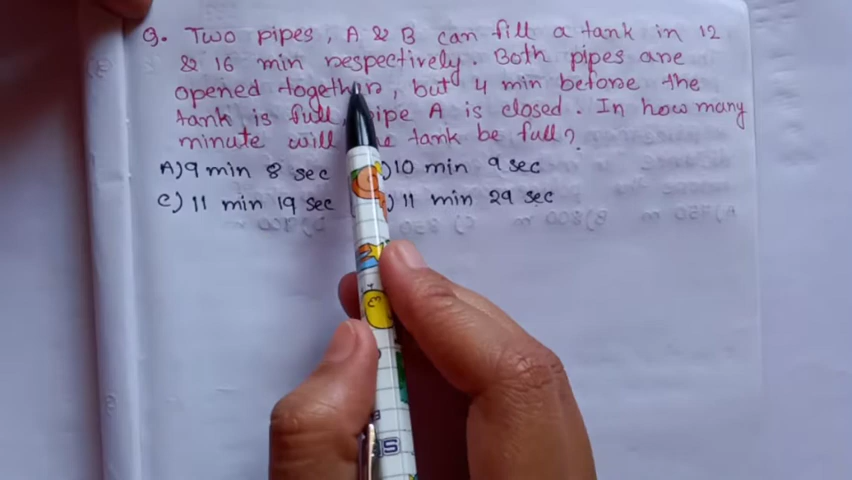 Q. Two pipes, A & B can fill a tank in 12
& 16 min respectively. Both pipes are
opened together, but 4 min before the
tank is full, pipe A is closed. In how many
minute will tank be full?
A) 9 min 8 sec ) 10 min 9 sec
C) 11 min 19 sec ) 11 min 29 sec